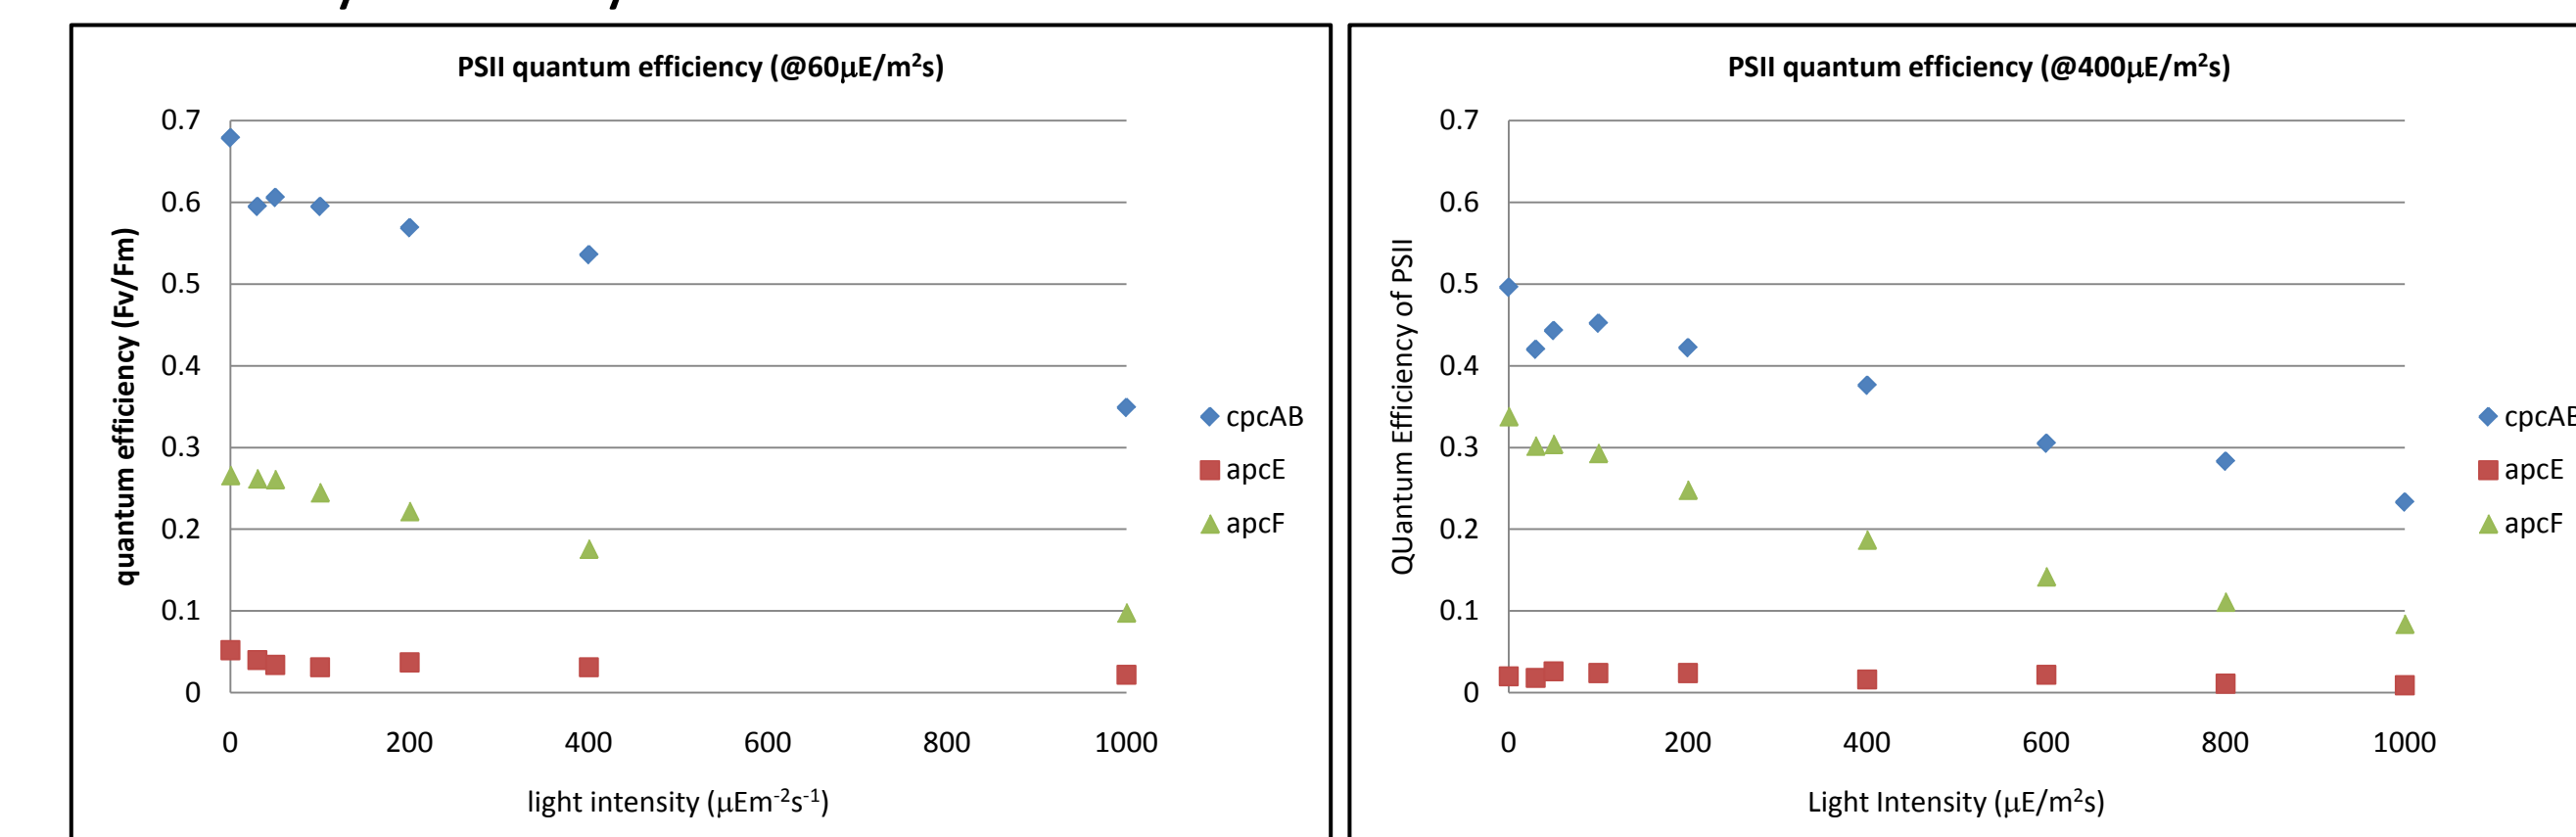 PSII quantum efficiency (@60μE/m²s)
0.7
0.6
0.5
0.4
0.3
0.2
0.1
0
quantum efficiency (Fv/Fm)
0 200 400 600 800 1000
light intensity (μEm⁻²s⁻¹)
cpcAB
apcE
apcF
PSII quantum efficiency (@400μE/m²s)
0.7
0.6
0.5
0.4
0.3
0.2
0.1
0
QUantum Efficiency of PSII
0 200 400 600 800 1000
Light Intensity (μE/m²s)
cpcAB
apcE
apcF